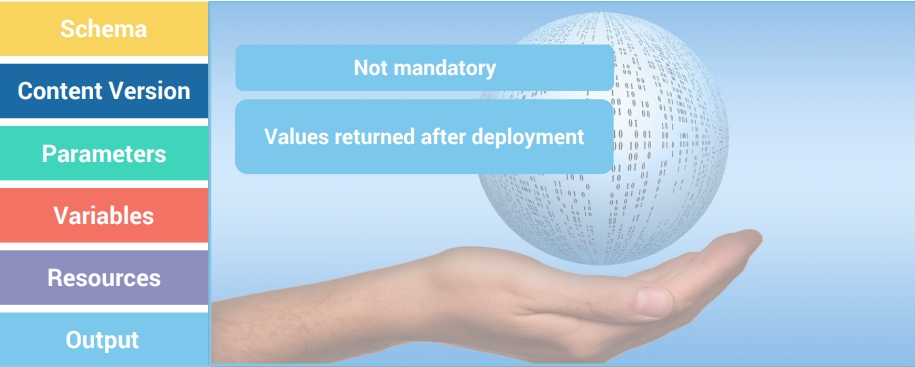 Schema
Content Version
Parameters
Variables
Resources
Output
Not mandatory
Values returned after deployment